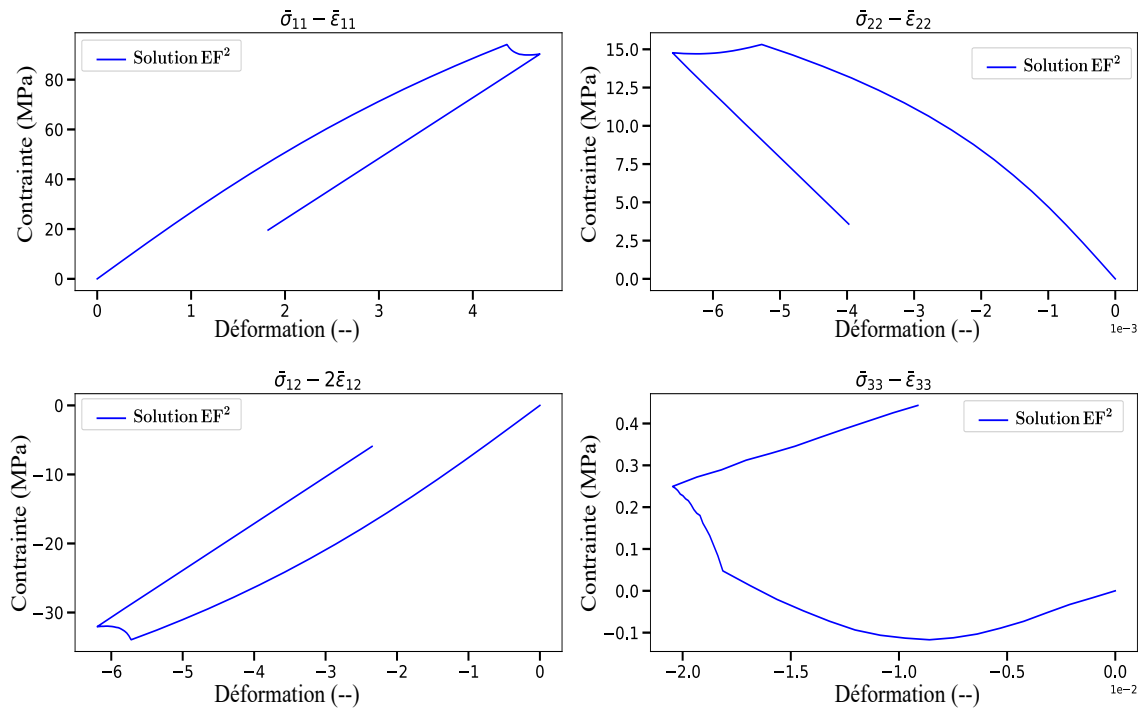 σ̄₁₁ − ε̄₁₁
Solution EF²
Contrainte (MPa)
80
60
40
20
0
0 1 2 3 4
Déformation (--)
σ̄₂₂ − ε̄₂₂
Solution EF²
Contrainte (MPa)
15.0
12.5
10.0
7.5
5.0
2.5
0.0
−6 −5 −4 −3 −2 −1 0
1e-3
Déformation (--)
σ̄₁₂ − 2ε̄₁₂
Solution EF²
Contrainte (MPa)
0
−10
−20
−30
−6 −5 −4 −3 −2 −1 0
Déformation (--)
σ̄₃₃ − ε̄₃₃
Solution EF²
Contrainte (MPa)
0.4
0.3
0.2
0.1
0.0
−0.1
−2.0 −1.5 −1.0 −0.5 0.0
1e-2
Déformation (--)